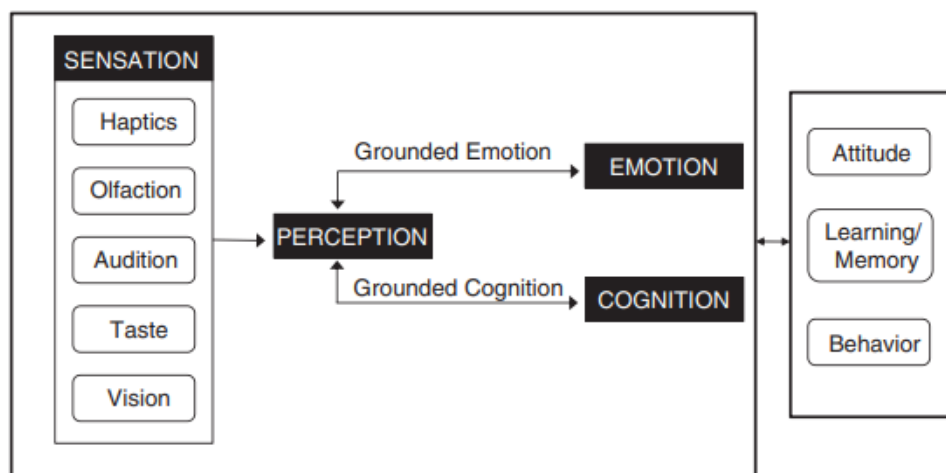 SENSATION
Haptics
Olfaction
Audition
Taste
Vision
PERCEPTION
Grounded Emotion
EMOTION
Grounded Cognition
COGNITION
Attitude
Learning/
Memory
Behavior